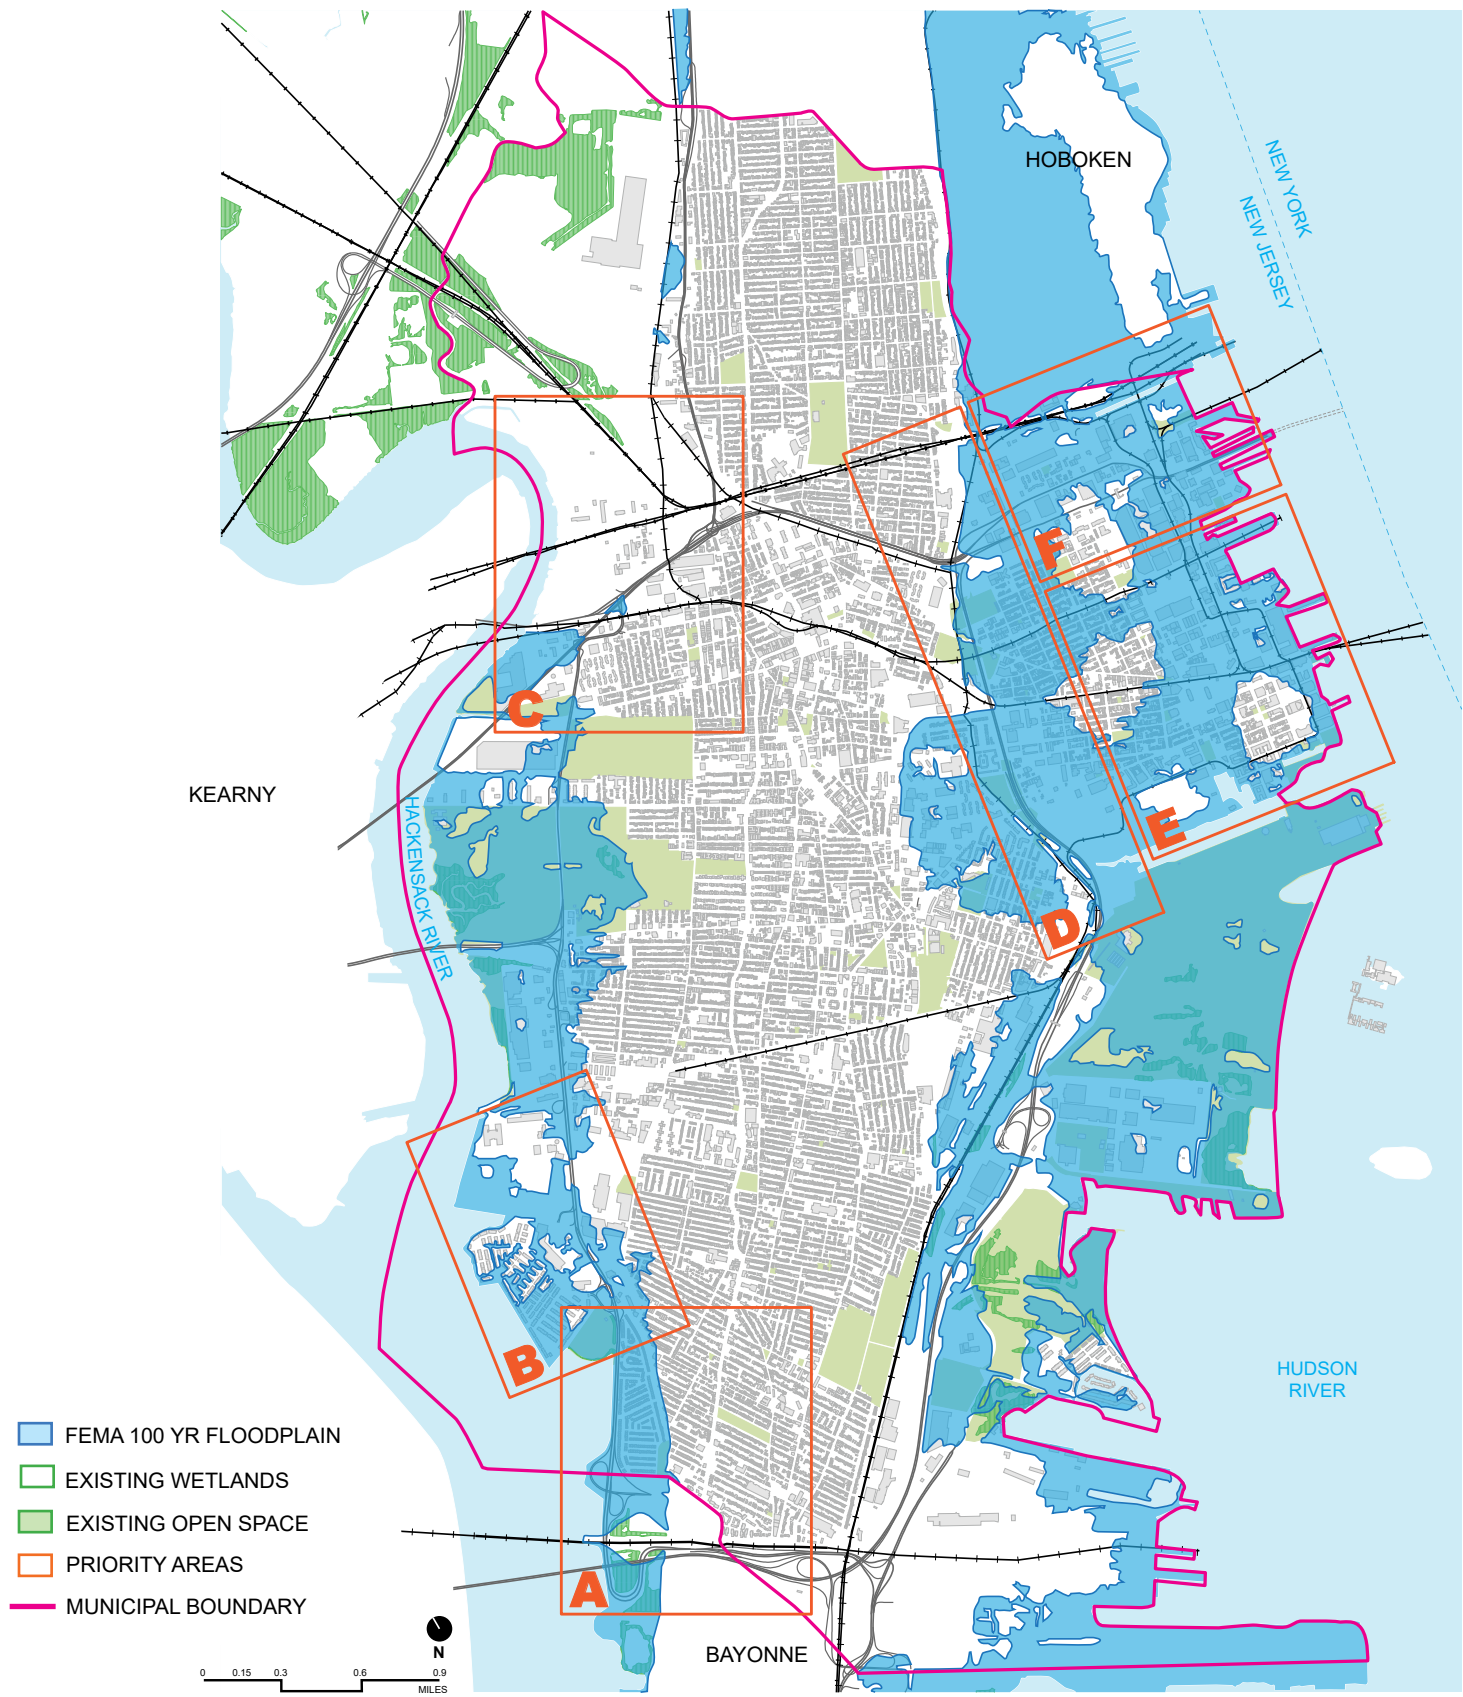 HOBOKEN
NEW YORK
NEW JERSEY
F
C
KEARNY
HACKENSACK RIVER
E
D
B
HUDSON
RIVER
FEMA 100 YR FLOODPLAIN
EXISTING WETLANDS
EXISTING OPEN SPACE
PRIORITY AREAS
A
MUNICIPAL BOUNDARY
N
BAYONNE
0 0.15 0.3 0.6 0.9
MILES